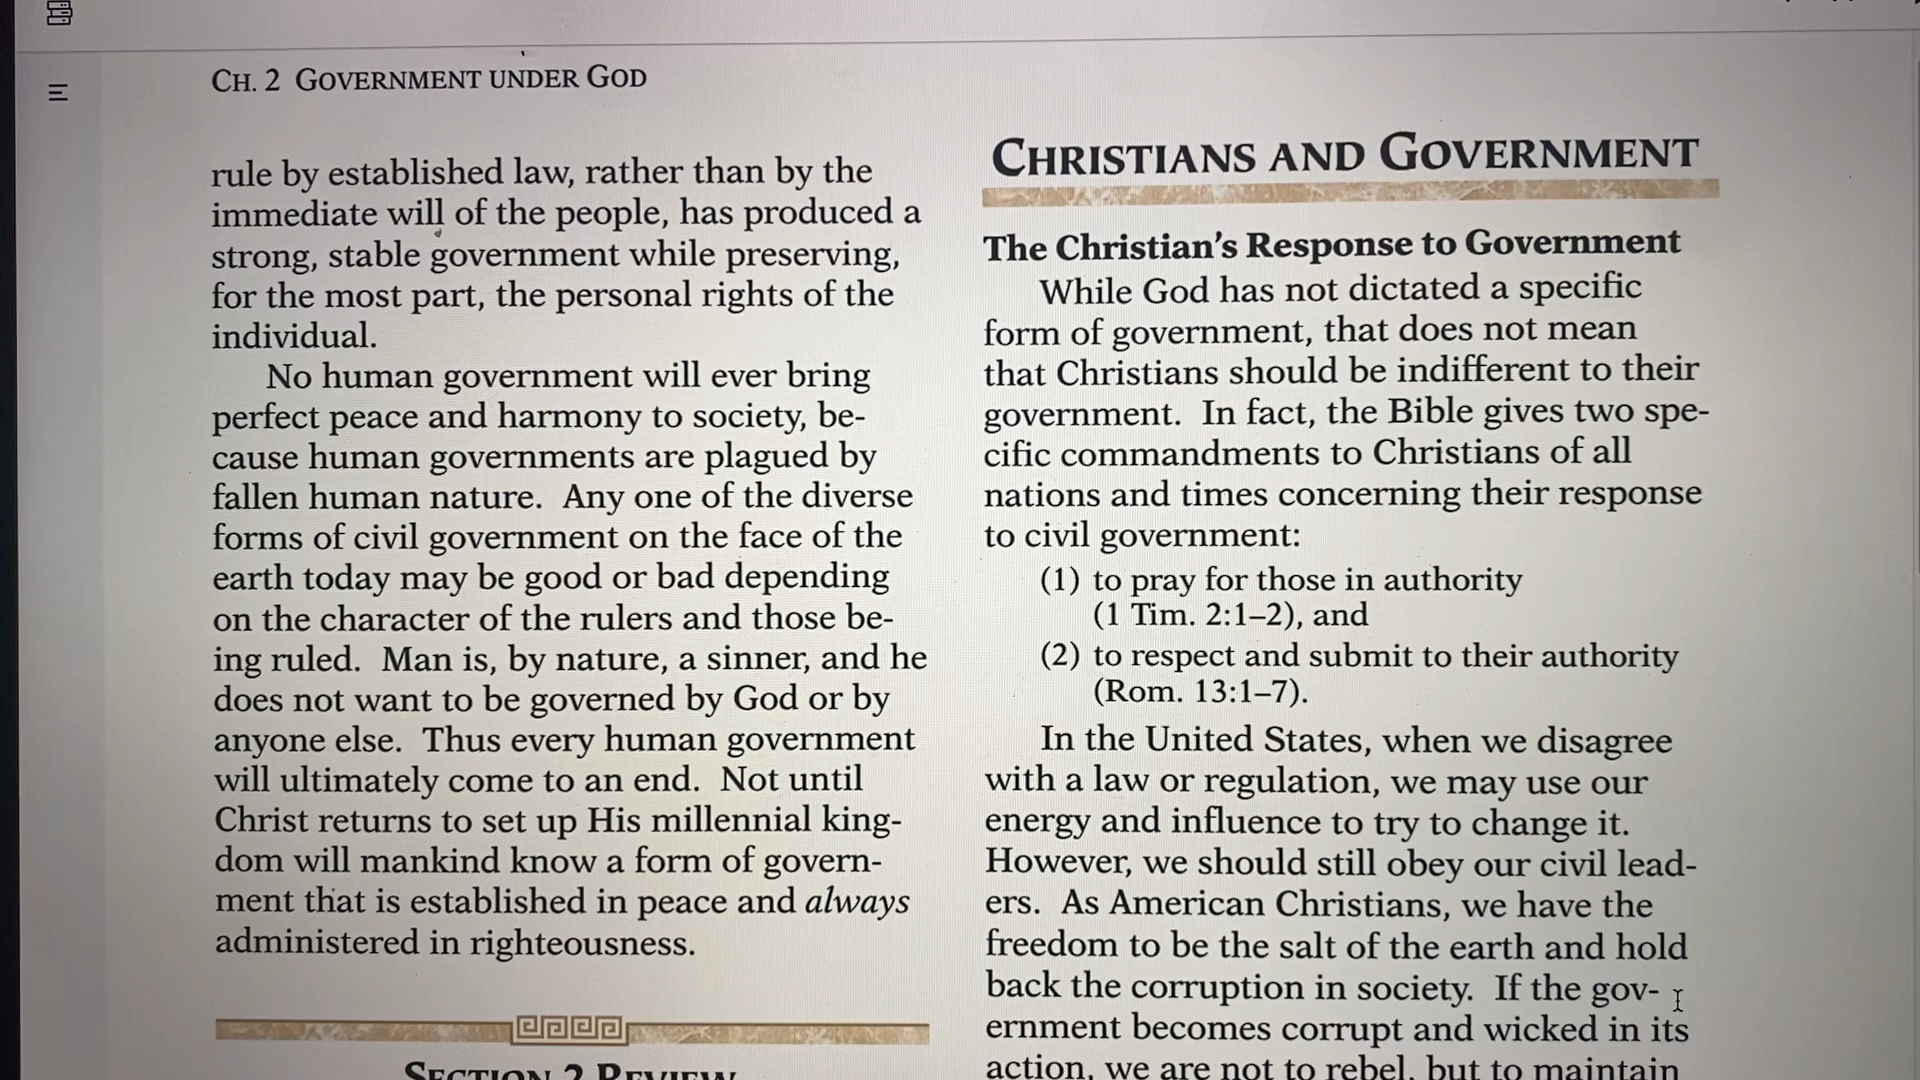 CH. 2 GOVERNMENT UNDER GOD
rule by established law, rather than by the
immediate will of the people, has produced a
strong, stable government while preserving,
for the most part, the personal rights of the
individual.
No human government will ever bring
perfect peace and harmony to society, be-
cause human governments are plagued by
fallen human nature. Any one of the diverse
forms of civil government on the face of the
earth today may be good or bad depending
on the character of the rulers and those be-
ing ruled. Man is, by nature, a sinner, and he
does not want to be governed by God or by
anyone else. Thus every human government
will ultimately come to an end. Not until
Christ returns to set up His millennial king-
dom will mankind know a form of govern-
ment that is established in peace and always
administered in righteousness.
SECTION 2 REVIEW
CHRISTIANS AND GOVERNMENT
The Christian's Response to Government
While God has not dictated a specific
form of government, that does not mean
that Christians should be indifferent to their
government. In fact, the Bible gives two spe-
cific commandments to Christians of all
nations and times concerning their response
to civil government:
(1) to pray for those in authority
(1 Tim. 2:1–2), and
(2) to respect and submit to their authority
(Rom. 13:1–7).
In the United States, when we disagree
with a law or regulation, we may use our
energy and influence to try to change it.
However, we should still obey our civil lead-
ers. As American Christians, we have the
freedom to be the salt of the earth and hold
back the corruption in society. If the gov-
ernment becomes corrupt and wicked in its
action, we are not to rebel, but to maintain